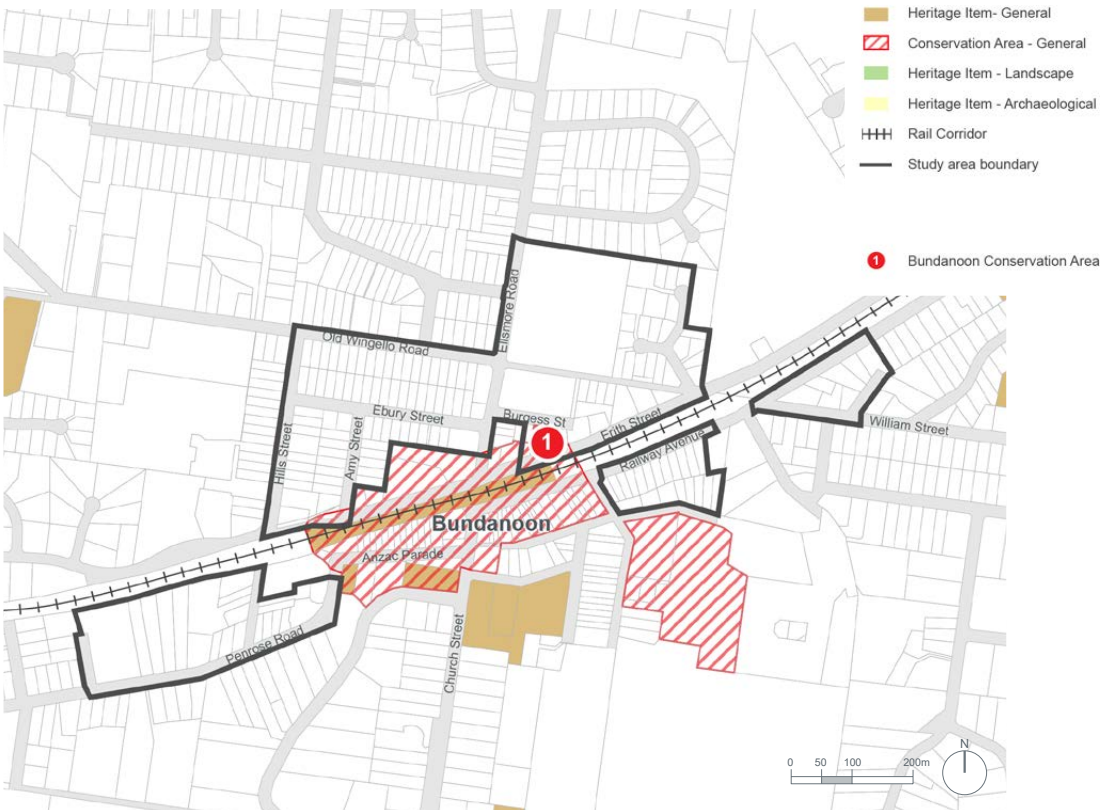 Heritage Item- General
Conservation Area - General
Heritage Item - Landscape
Heritage Item - Archaeological
Rail Corridor
Study area boundary
1 Bundanoon Conservation Area
Ellsmore Road
Old Wingello Road
Ebury Street
Burgess St
Erith Street
William Street
Hills Street
Amy Street
1
Railway Avenue
Bundanoon
Anzac Parade
Penrose Road
Church Street
N
0 50 100 200m